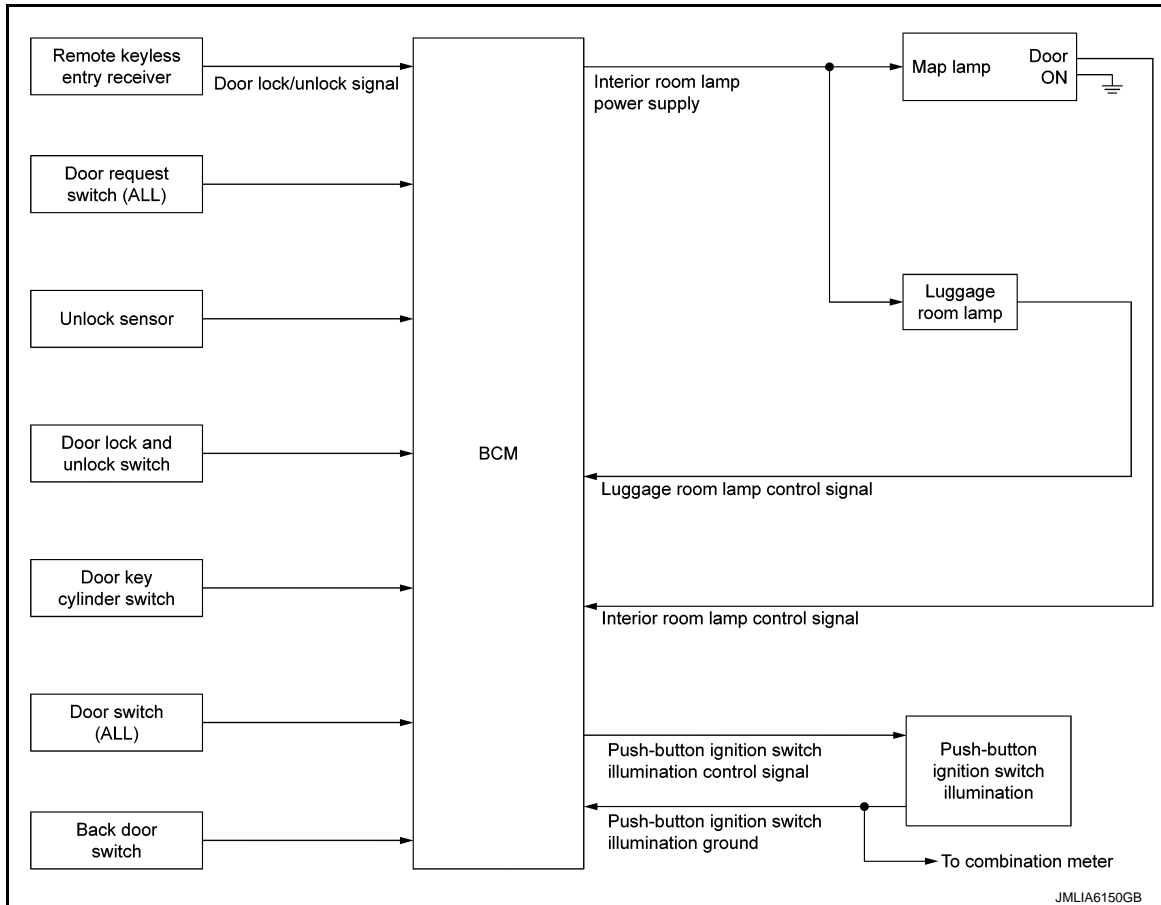 Remote keyless
entry receiver
Door lock/unlock signal
Door request
switch (ALL)
Unlock sensor
Door lock and
unlock switch
Door key
cylinder switch
Door switch
(ALL)
Back door
switch
BCM
Interior room lamp
power supply
Map lamp
Door
ON
Luggage
room lamp
Luggage room lamp control signal
Interior room lamp control signal
Push-button ignition switch
illumination control signal
Push-button
ignition switch
illumination
Push-button ignition switch
illumination ground
To combination meter
JMLIA6150GB